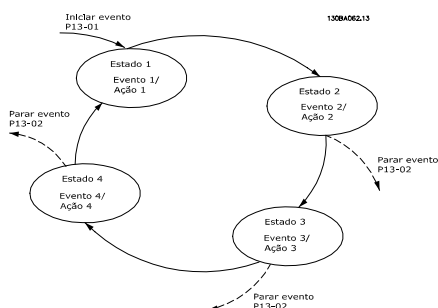 Iniciar evento
P13-01
130BA062.13
Estado 1
Evento 1/
Ação 1
Estado 2
Evento 2/
Ação 2
Parar evento
P13-02
Parar evento
P13-02
Estado 4
Evento 4/
Ação 4
Estado 3
Evento 3/
Ação 3
Parar evento
P13-02